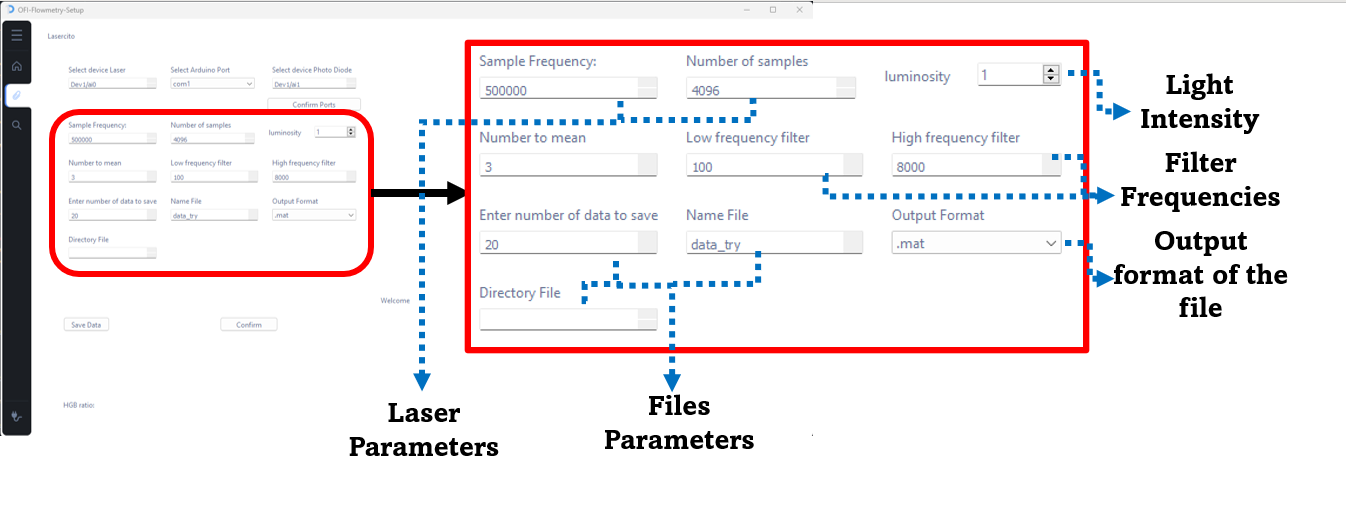 OFI-Flowmetry-Setup
Lasercito
Select device Laser
Select Arduino Port
Select device Photo Diode
Dev1/ao0
com1
Dev1/ai1
Confirm Ports
Sample Frequency:
Number of samples
luminosity
500000
4096
1
Number to mean
Low frequency filter
High frequency filter
3
100
8000
Enter number of data to save
Name File
Output Format
20
data_try
.mat
Directory File
Welcome
Save Data
Confirm
HGB ratio:
Sample Frequency:
Number of samples
luminosity
500000
4096
1
Number to mean
Low frequency filter
High frequency filter
3
100
8000
Enter number of data to save
Name File
Output Format
20
data_try
.mat
Directory File
Light
Intensity
Filter
Frequencies
Output
format of the
file
Laser
Parameters
Files
Parameters